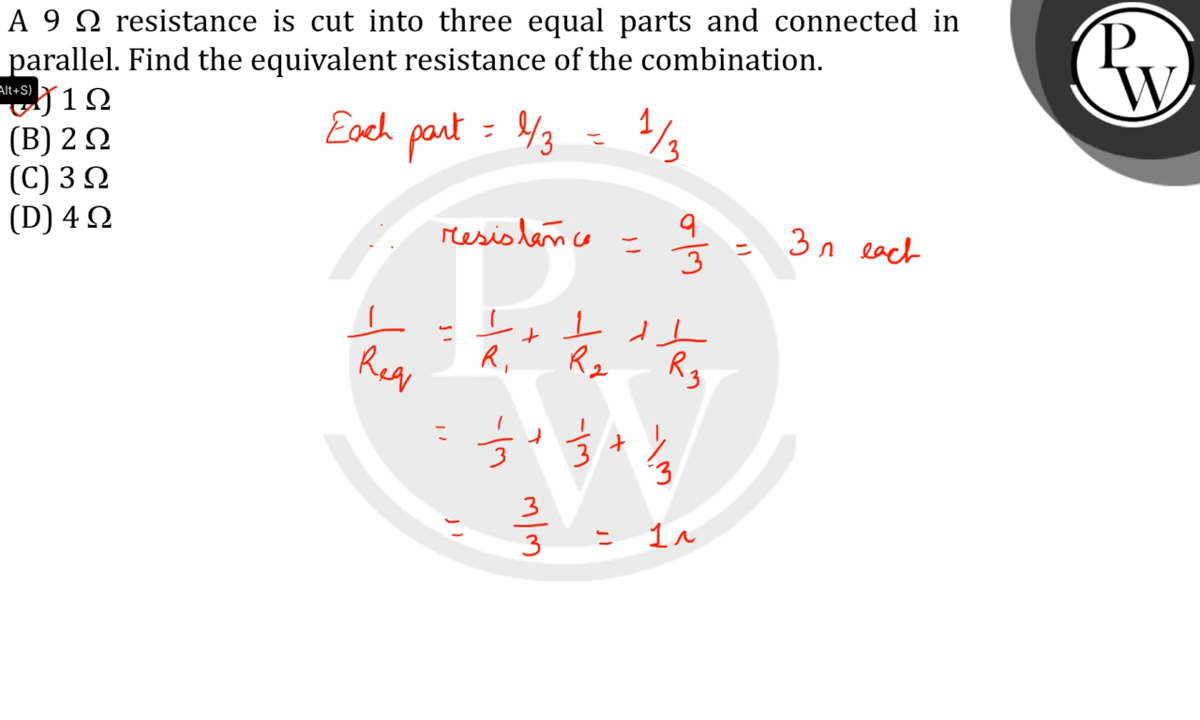 A 9 Ω resistance is cut into three equal parts and connected in
parallel. Find the equivalent resistance of the combination.
Alt+S)
(A) 1 Ω
(B) 2 Ω
(C) 3 Ω
(D) 4 Ω
Each part = l/3 = 1/3
∴ resistance = 9/3 = 3Ω each
1/Req = 1/R₁ + 1/R₂ + 1/R₃
= 1/3 + 1/3 + 1/3
= 3/3 = 1Ω
P
W
P
W